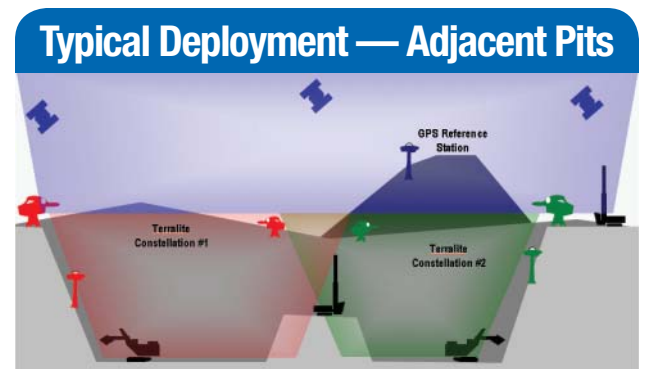 Typical Deployment — Adjacent Pits
GPS Reference
Station
Terralite
Constellation #1
Terralite
Constellation #2